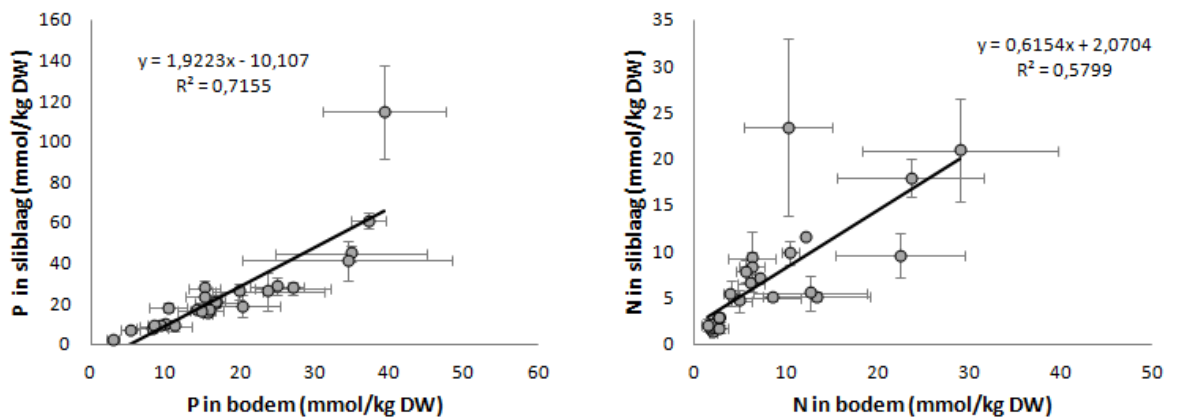 160
140
120
100
80
60
40
20
0
P in sliblaag (mmol/kg DW)
y = 1,9223x - 10,107
R² = 0,7155
0 10 20 30 40 50 60
P in bodem (mmol/kg DW)
35
30
25
20
15
10
5
0
N in sliblaag (mmol/kg DW)
y = 0,6154x + 2,0704
R² = 0,5799
0 10 20 30 40 50
N in bodem (mmol/kg DW)